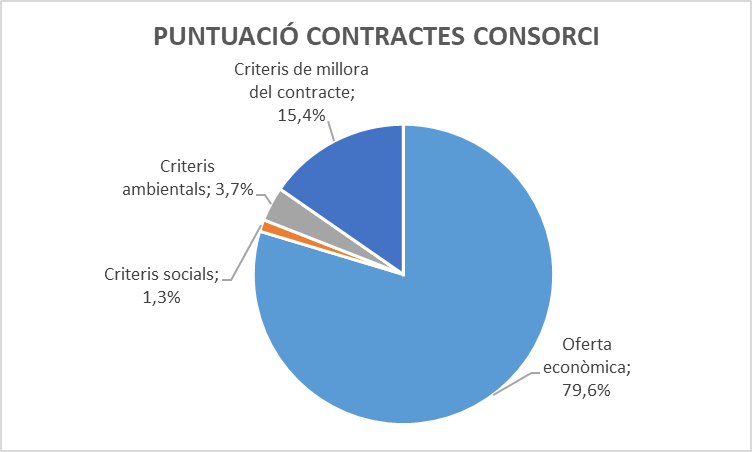 PUNTUACIÓ CONTRACTES CONSORCI
Criteris de millora
del contracte;
15,4%
Criteris
ambientals; 3,7%
Criteris socials;
1,3%
Oferta
econòmica;
79,6%